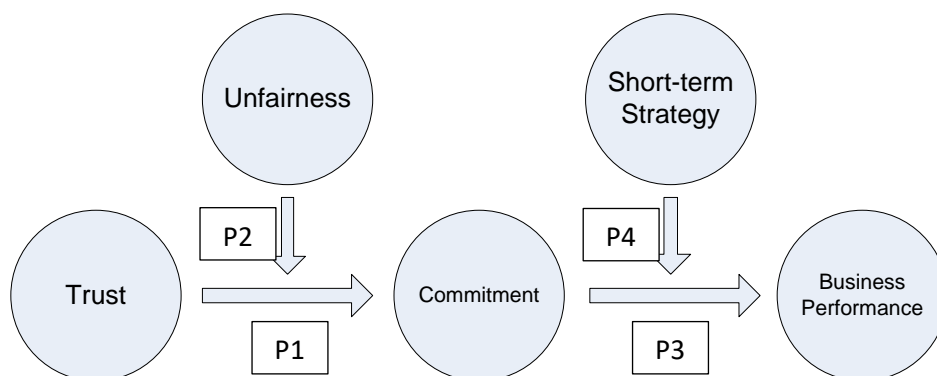 Unfairness
Short-term
Strategy
P2
P4
Trust
Commitment
Business
Performance
P1
P3